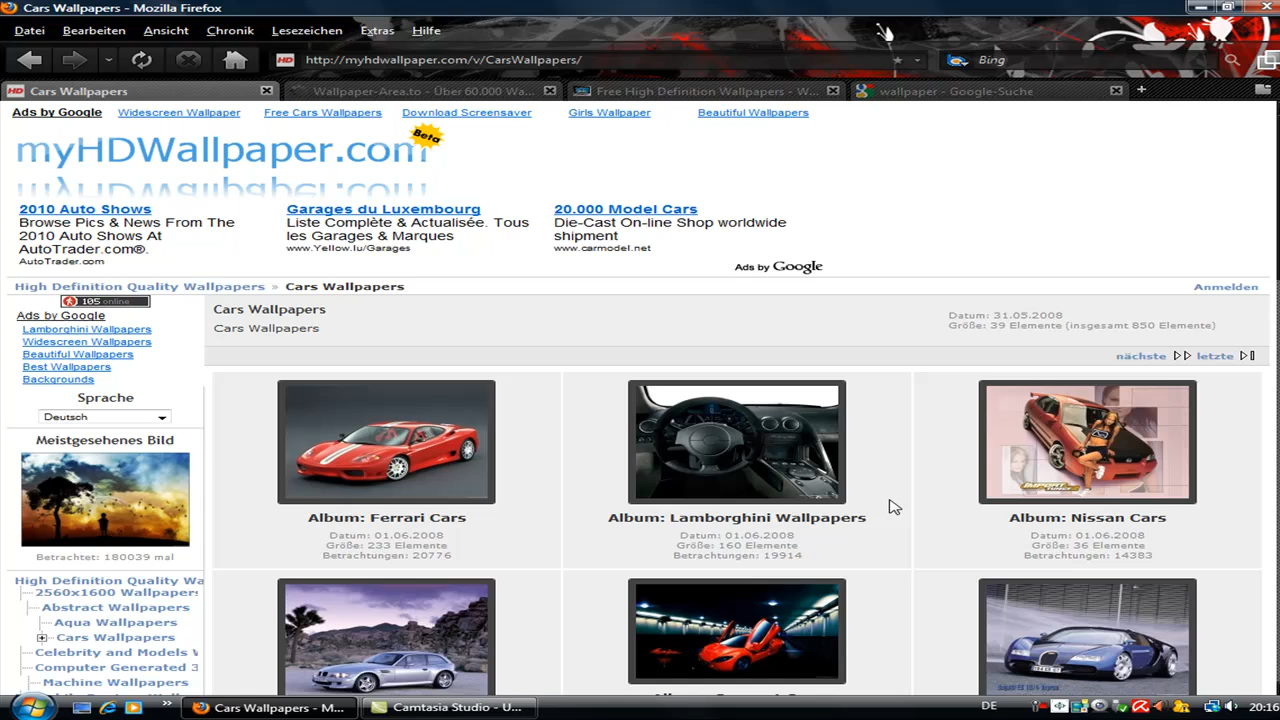 Cars Wallpapers - Mozilla Firefox
Datei Bearbeiten Ansicht Chronik Lesezeichen Extras Hilfe
HD http://myhdwallpaper.com/v/CarsWallpapers/ Bing
HD Cars Wallpapers Wallpaper-Area.to - Über 60.000 Wa... Free High Definition Wallpapers - W... wallpaper - Google-Suche
Ads by Google Widescreen Wallpaper Free Cars Wallpapers Download Screensaver Girls Wallpaper Beautiful Wallpapers
Beta
myHDWallpaper.com
2010 Auto Shows
Browse Pics & News From The
2010 Auto Shows At
AutoTrader.com®.
AutoTrader.com
Garages du Luxembourg
Liste Complète & Actualisée. Tous
les Garages & Marques
www.Yellow.lu/Garages
20.000 Model Cars
Die-Cast On-line Shop worldwide
shipment
www.carmodel.net
Ads by Google
High Definition Quality Wallpapers » Cars Wallpapers Anmelden
105 online
Ads by Google
Lamborghini Wallpapers
Widescreen Wallpapers
Beautiful Wallpapers
Best Wallpapers
Backgrounds
Sprache
Deutsch
Meistgesehenes Bild
Betrachtet: 180039 mal
High Definition Quality Wa
2560x1600 Wallpapers
Abstract Wallpapers
Aqua Wallpapers
Cars Wallpapers
Celebrity and Models W
Computer Generated 3
Machine Wallpapers
Cars Wallpapers
Cars Wallpapers
Datum: 31.05.2008
Größe: 39 Elemente (insgesamt 850 Elemente)
nächste letzte
Album: Ferrari Cars
Datum: 01.06.2008
Größe: 233 Elemente
Betrachtungen: 20776
Album: Lamborghini Wallpapers
Datum: 01.06.2008
Größe: 160 Elemente
Betrachtungen: 19914
Album: Nissan Cars
Datum: 01.06.2008
Größe: 36 Elemente
Betrachtungen: 14383
Cars Wallpapers - M... Camtasia Studio - U... DE 20:16